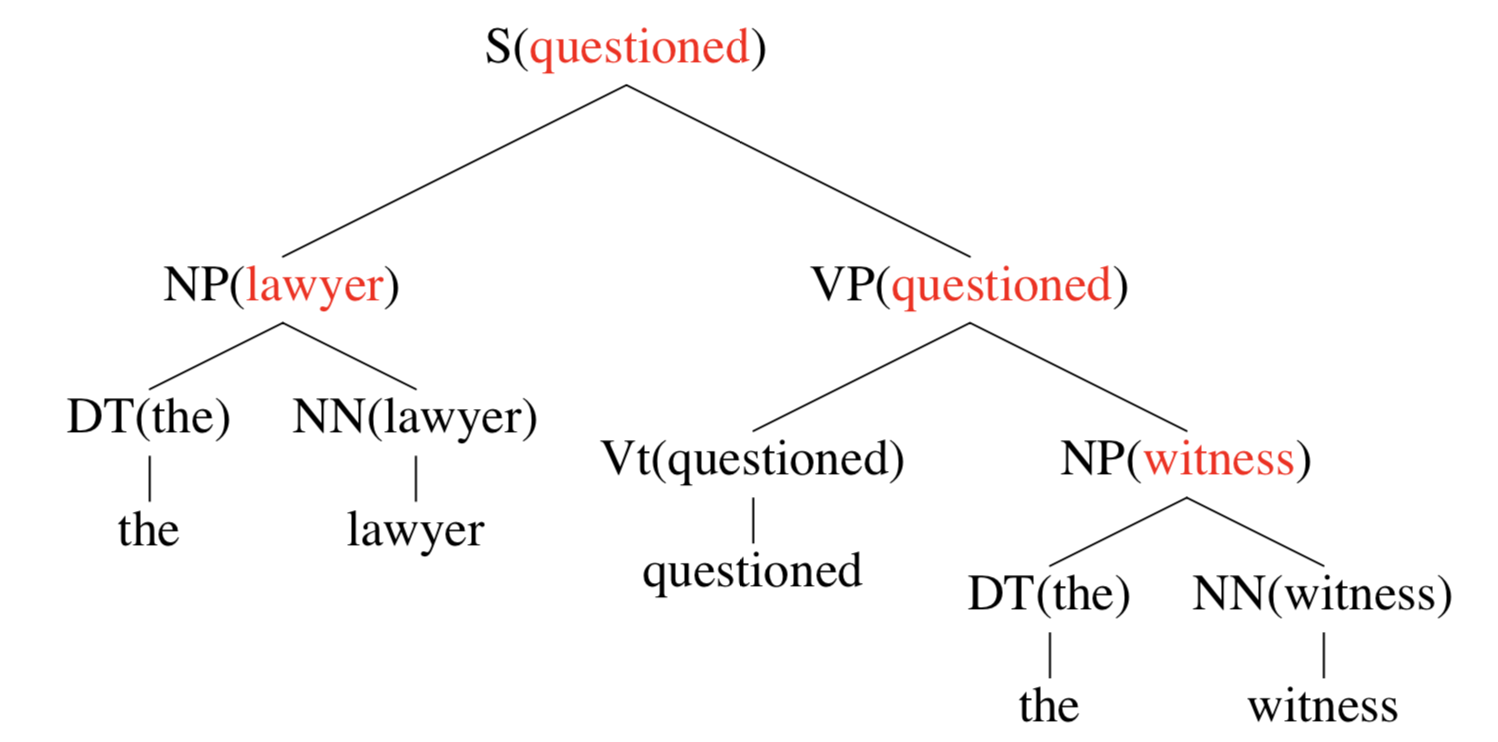 S(questioned)
NP(lawyer) VP(questioned)
DT(the) NN(lawyer)
Vt(questioned) NP(witness)
the lawyer
questioned
DT(the) NN(witness)
the witness